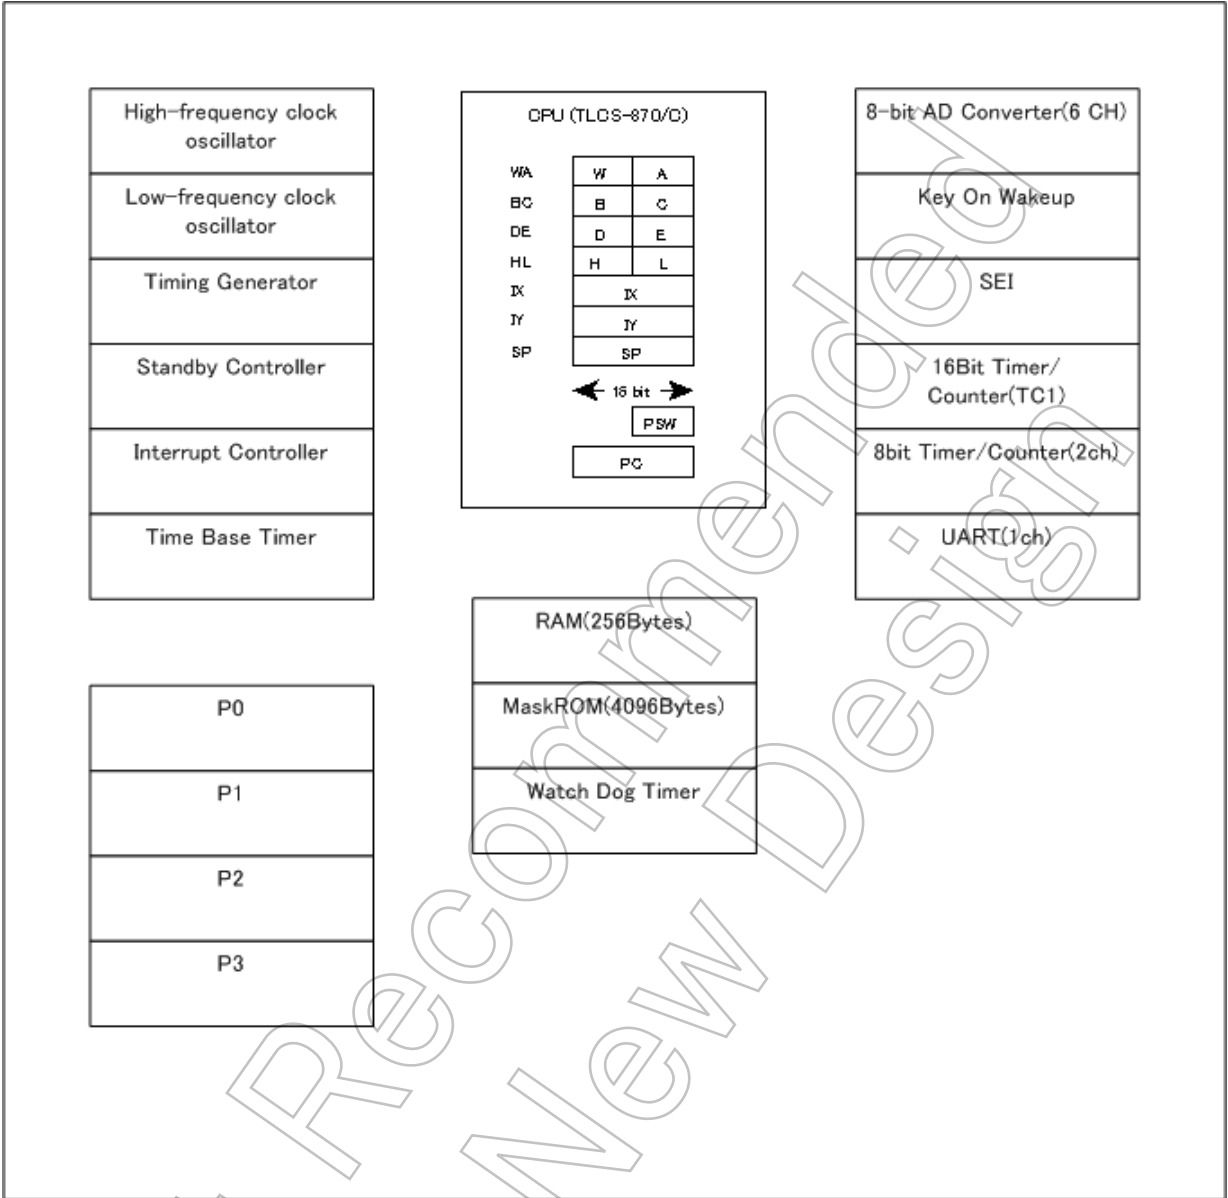 High-frequency clock
oscillator
Low-frequency clock
oscillator
Timing Generator
Standby Controller
Interrupt Controller
Time Base Timer
CPU (TLCS-870/C)
WA W A
BC B C
DE D E
HL H L
IX IX
IY IY
SP SP
16 bit
PSW
PC
8-bit AD Converter(6 CH)
Key On Wakeup
SEI
16Bit Timer/
Counter(TC1)
8bit Timer/Counter(2ch)
UART(1ch)
RAM(256Bytes)
MaskROM(4096Bytes)
Watch Dog Timer
P0
P1
P2
P3
Recommended
New Design